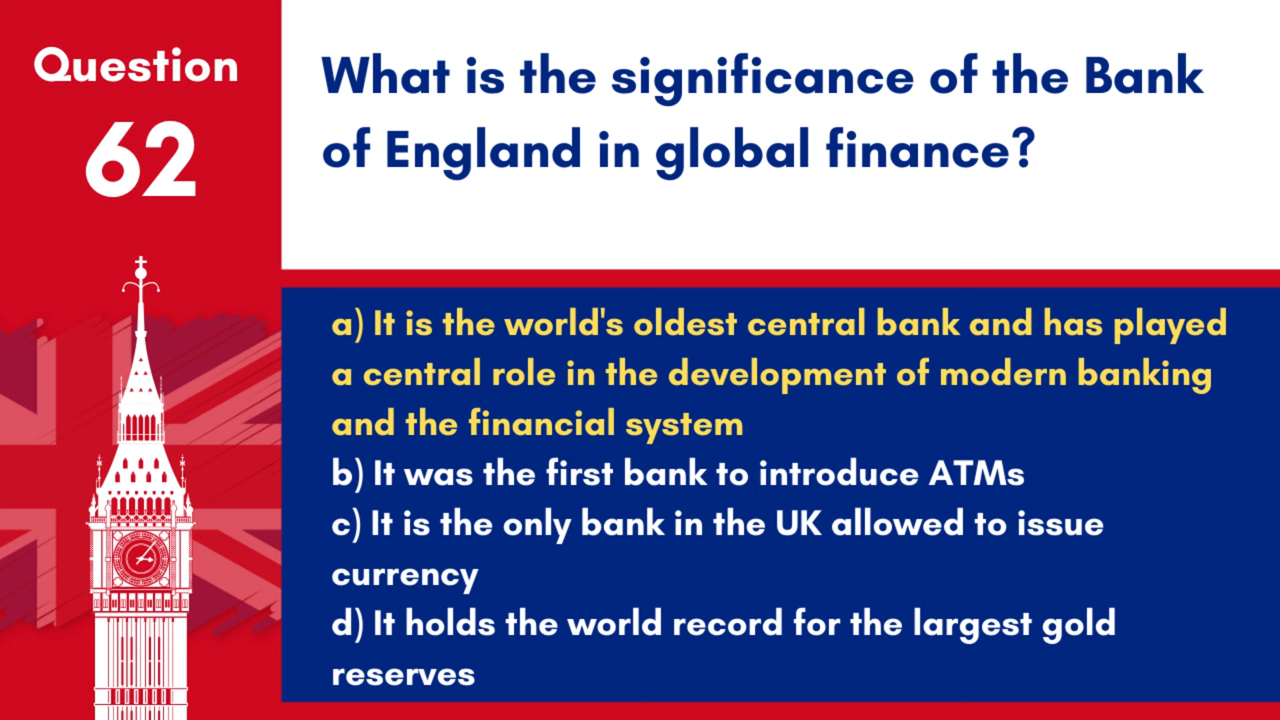 Question
62
What is the significance of the Bank
of England in global finance?
a) It is the world's oldest central bank and has played
a central role in the development of modern banking
and the financial system
b) It was the first bank to introduce ATMs
c) It is the only bank in the UK allowed to issue
currency
d) It holds the world record for the largest gold
reserves